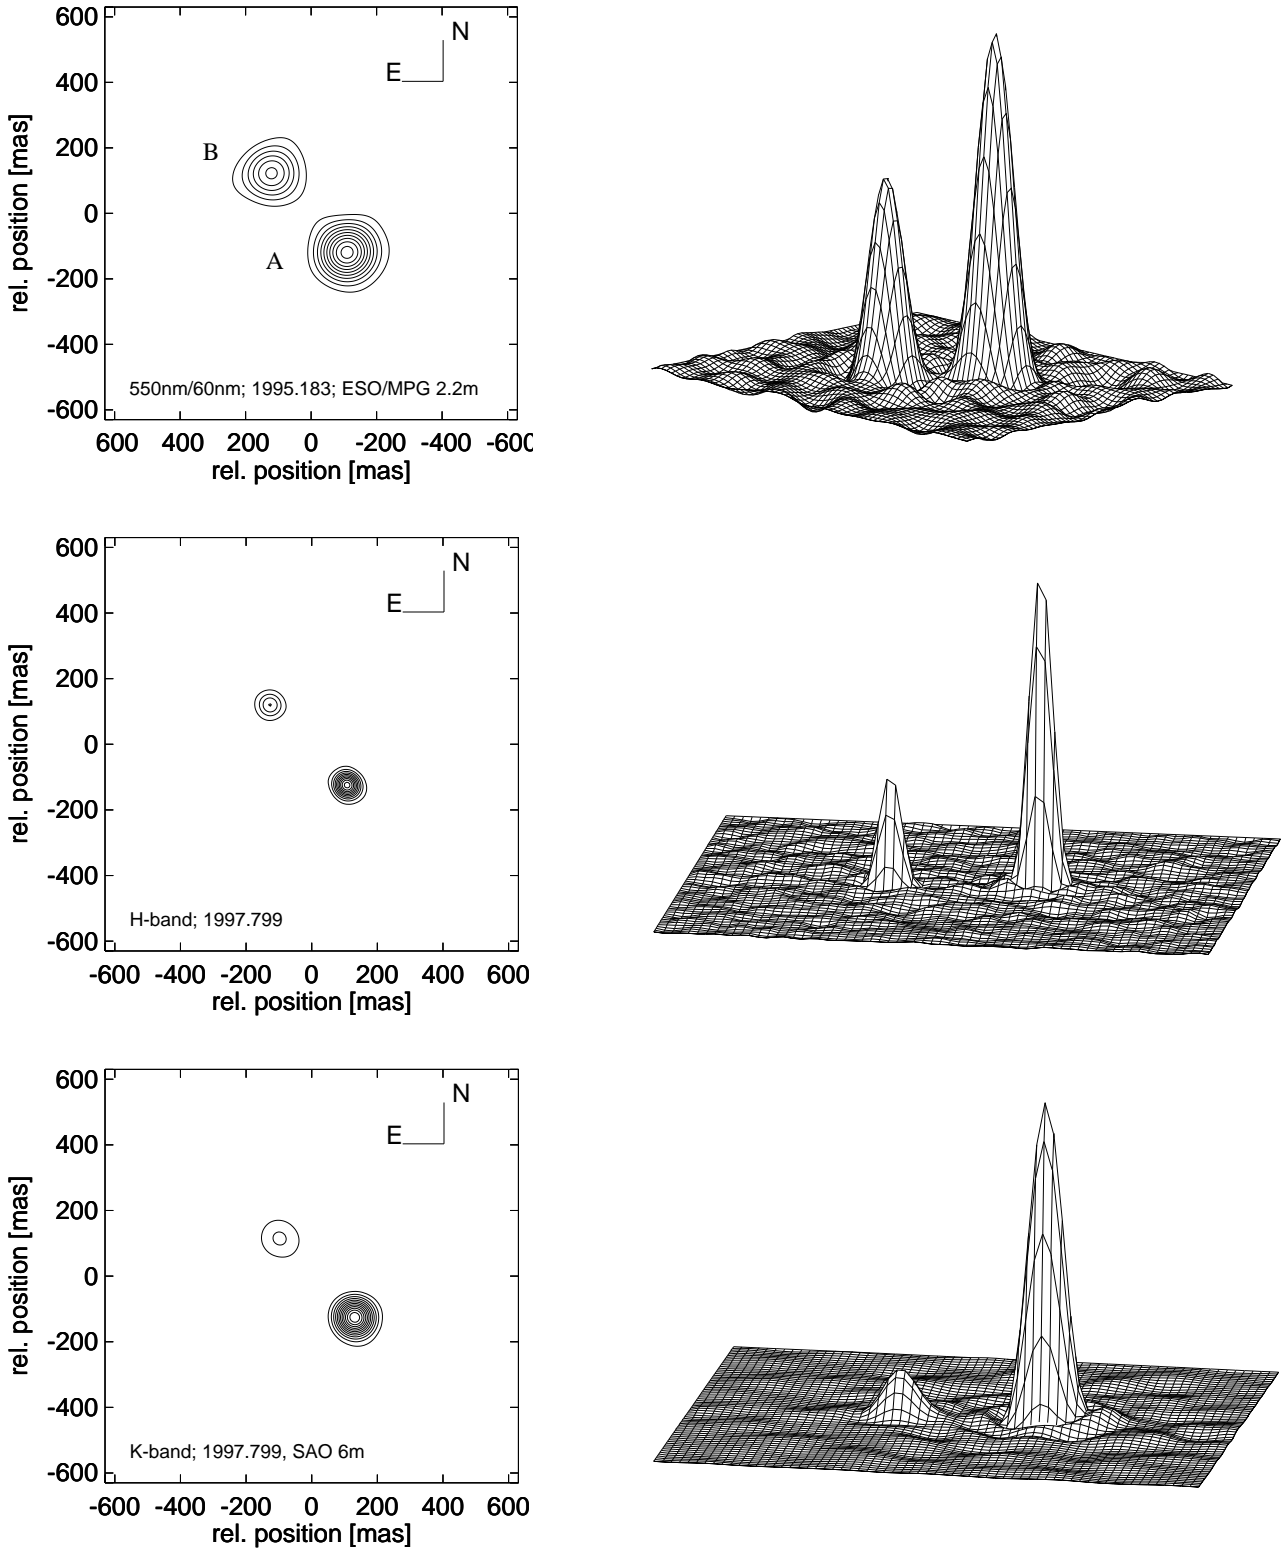 600
400
200
0
-200
-400
-600
rel. position [mas]
N
E
B
A
550nm/60nm; 1995.183; ESO/MPG 2.2m
600 400 200 0 -200 -400 -600
rel. position [mas]
600
400
200
0
-200
-400
-600
rel. position [mas]
N
E
H-band; 1997.799
-600 -400 -200 0 200 400 600
rel. position [mas]
600
400
200
0
-200
-400
-600
rel. position [mas]
N
E
K-band; 1997.799, SAO 6m
-600 -400 -200 0 200 400 600
rel. position [mas]